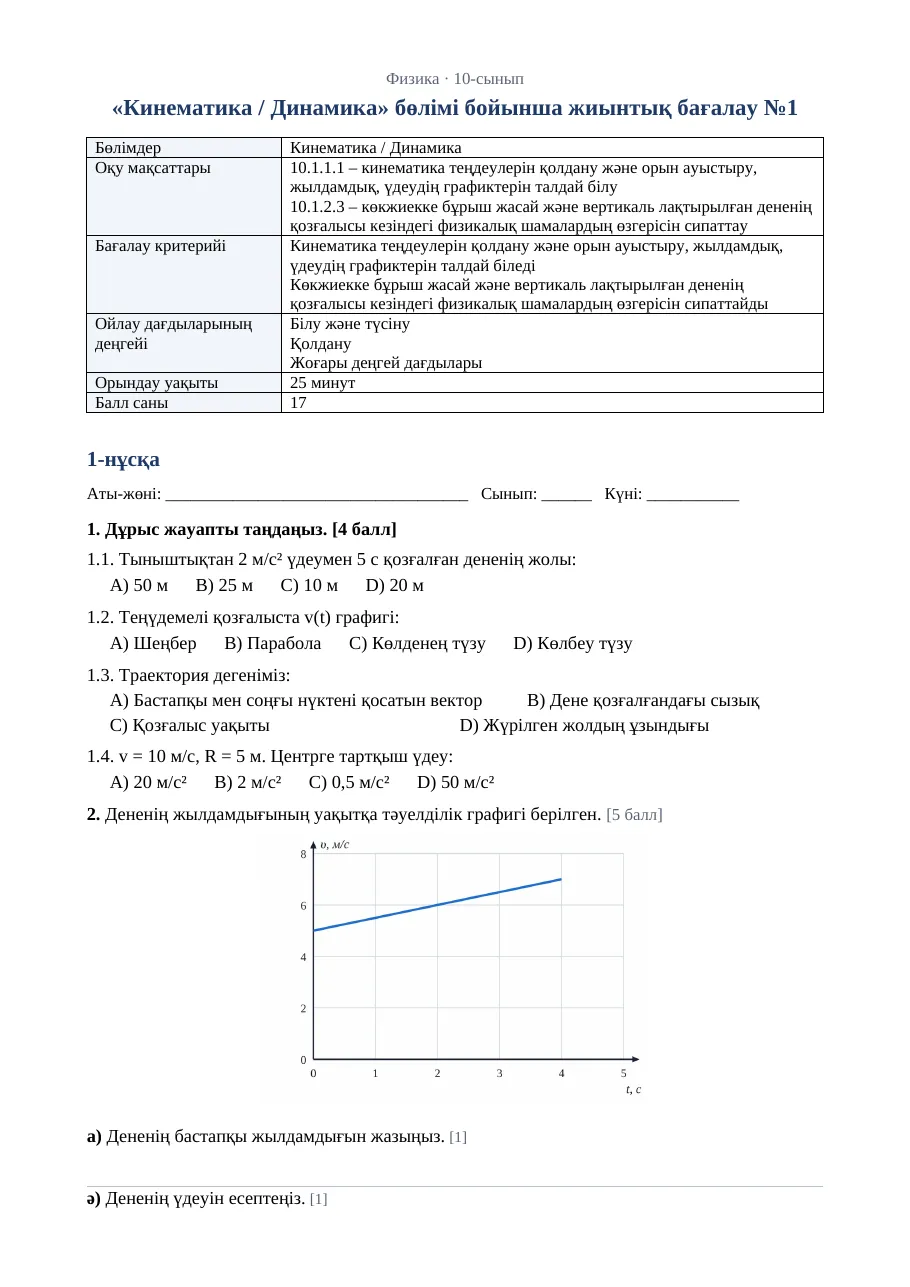 Физика · 10-сынып
«Кинематика / Динамика» бөлімі бойынша жиынтық бағалау №1
Бөлімдер
Кинематика / Динамика
Оқу мақсаттары
10.1.1.1 – кинематика теңдеулерін қолдану және орын ауыстыру,
жылдамдық, үдеудің графиктерін талдай білу
10.1.2.3 – көкжиекке бұрыш жасай және вертикаль лақтырылған дененің
қозғалысы кезіндегі физикалық шамалардың өзгерісін сипаттау
Бағалау критерийі
Кинематика теңдеулерін қолдану және орын ауыстыру, жылдамдық,
үдеудің графиктерін талдай біледі
Көкжиекке бұрыш жасай және вертикаль лақтырылған дененің
қозғалысы кезіндегі физикалық шамалардың өзгерісін сипаттайды
Ойлау дағдыларының
деңгейі
Білу және түсіну
Қолдану
Жоғары деңгей дағдылары
Орындау уақыты
25 минут
Балл саны
17
1-нұсқа
Аты-жөні: ____________________________________ Сынып: ______ Күні: ___________
1. Дұрыс жауапты таңдаңыз. [4 балл]
1.1. Тыныштықтан 2 м/с² үдеумен 5 с қозғалған дененің жолы:
A) 50 м B) 25 м C) 10 м D) 20 м
1.2. Теңүдемелі қозғалыста v(t) графигі:
A) Шеңбер B) Парабола C) Көлденең түзу D) Көлбеу түзу
1.3. Траектория дегеніміз:
A) Бастапқы мен соңғы нүктені қосатын вектор B) Дене қозғалғандағы сызық
C) Қозғалыс уақыты D) Жүрілген жолдың ұзындығы
1.4. v = 10 м/с, R = 5 м. Центрге тартқыш үдеу:
A) 20 м/с² B) 2 м/с² C) 0,5 м/с² D) 50 м/с²
2. Дененің жылдамдығының уақытқа тәуелділік графигі берілген. [5 балл]
υ, м/с
8
6
4
2
0
0 1 2 3 4 5
t, с
а) Дененің бастапқы жылдамдығын жазыңыз. [1]
ә) Дененің үдеуін есептеңіз. [1]